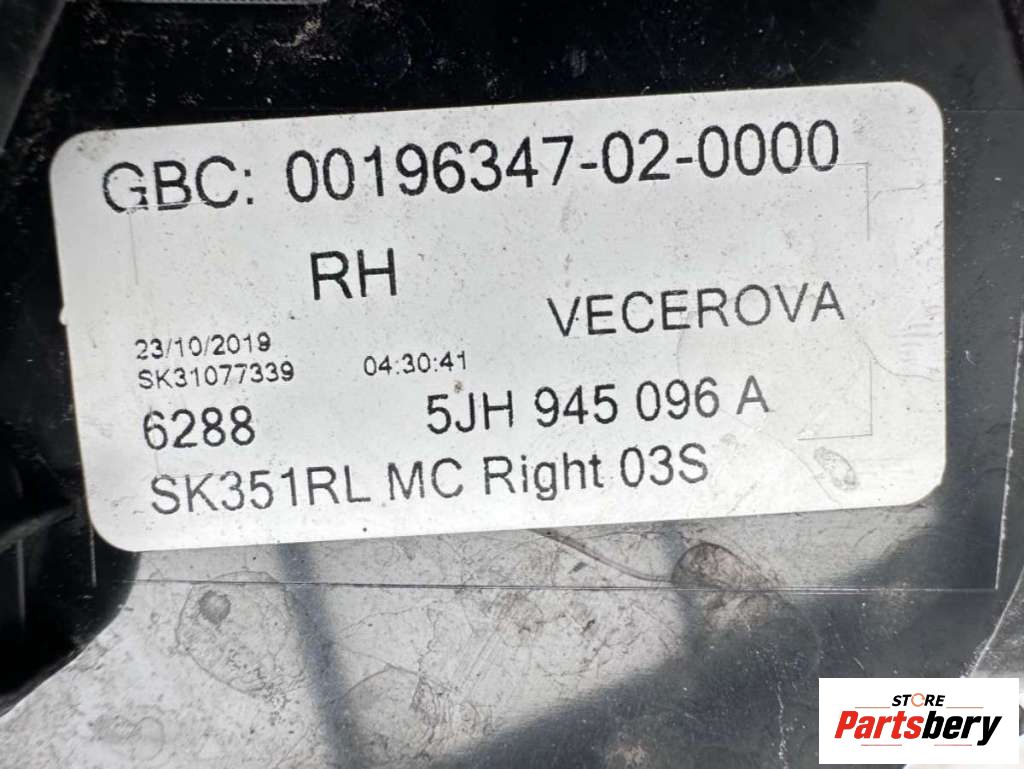 GBC: 00196347-02-0000
RH
VECEROVA
23/10/2019
SK31077339 04:30:41
6288 5JH 945 096 A
SK351RL MC Right 03S
STORE
Partsbery